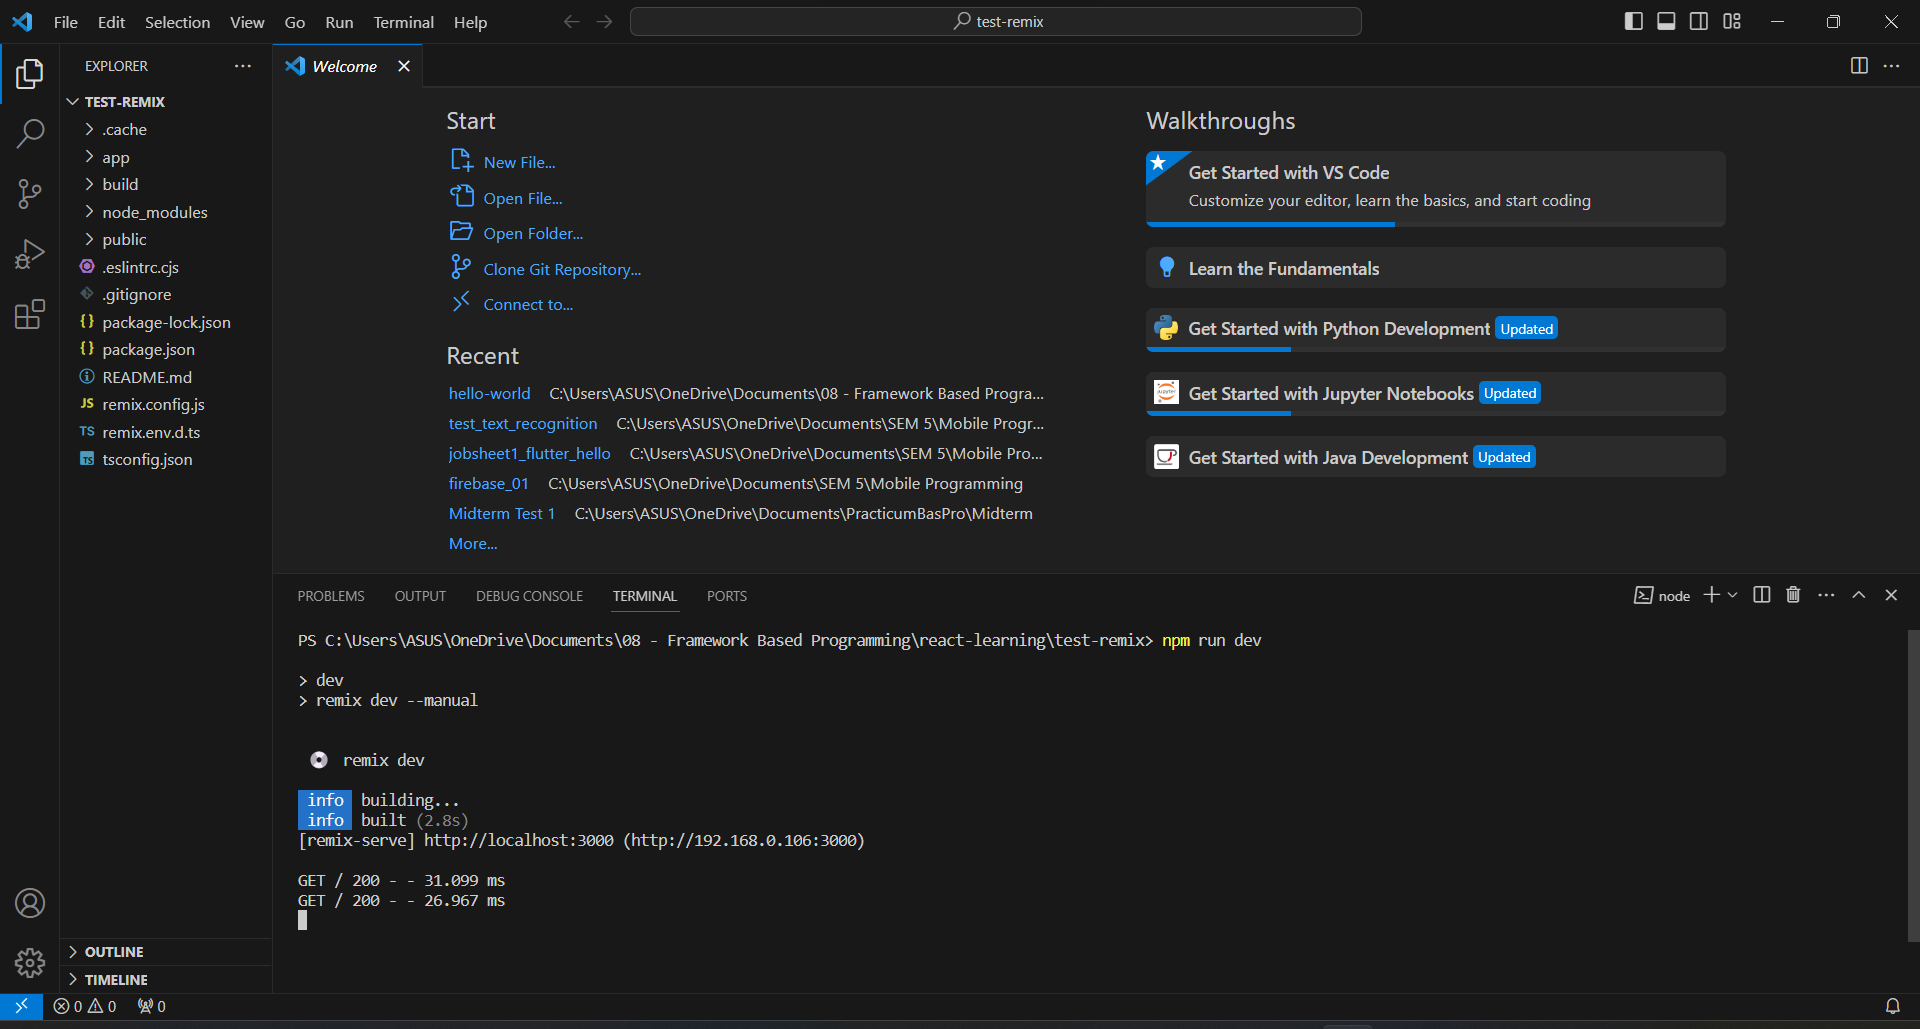 File Edit Selection View Go Run Terminal Help
test-remix
EXPLORER
TEST-REMIX
.cache
app
build
node_modules
public
.eslintrc.cjs
.gitignore
package-lock.json
package.json
README.md
JS remix.config.js
TS remix.env.d.ts
TS tsconfig.json
OUTLINE
TIMELINE
Welcome
Start
New File...
Open File...
Open Folder...
Clone Git Repository...
Connect to...
Recent
hello-world C:\Users\ASUS\OneDrive\Documents\08 - Framework Based Progra...
test_text_recognition C:\Users\ASUS\OneDrive\Documents\SEM 5\Mobile Progr...
jobsheet1_flutter_hello C:\Users\ASUS\OneDrive\Documents\SEM 5\Mobile Pro...
firebase_01 C:\Users\ASUS\OneDrive\Documents\SEM 5\Mobile Programming
Midterm Test 1 C:\Users\ASUS\OneDrive\Documents\PracticumBasPro\Midterm
More...
Walkthroughs
Get Started with VS Code
Customize your editor, learn the basics, and start coding
Learn the Fundamentals
Get Started with Python Development Updated
jupyter Get Started with Jupyter Notebooks Updated
Get Started with Java Development Updated
PROBLEMS OUTPUT DEBUG CONSOLE TERMINAL PORTS
node
PS C:\Users\ASUS\OneDrive\Documents\08 - Framework Based Programming\react-learning\test-remix> npm run dev
> dev
> remix dev --manual
remix dev
info building...
info built (2.8s)
[remix-serve] http://localhost:3000 (http://192.168.0.106:3000)
GET / 200 - - 31.099 ms
GET / 200 - - 26.967 ms
0 0 0